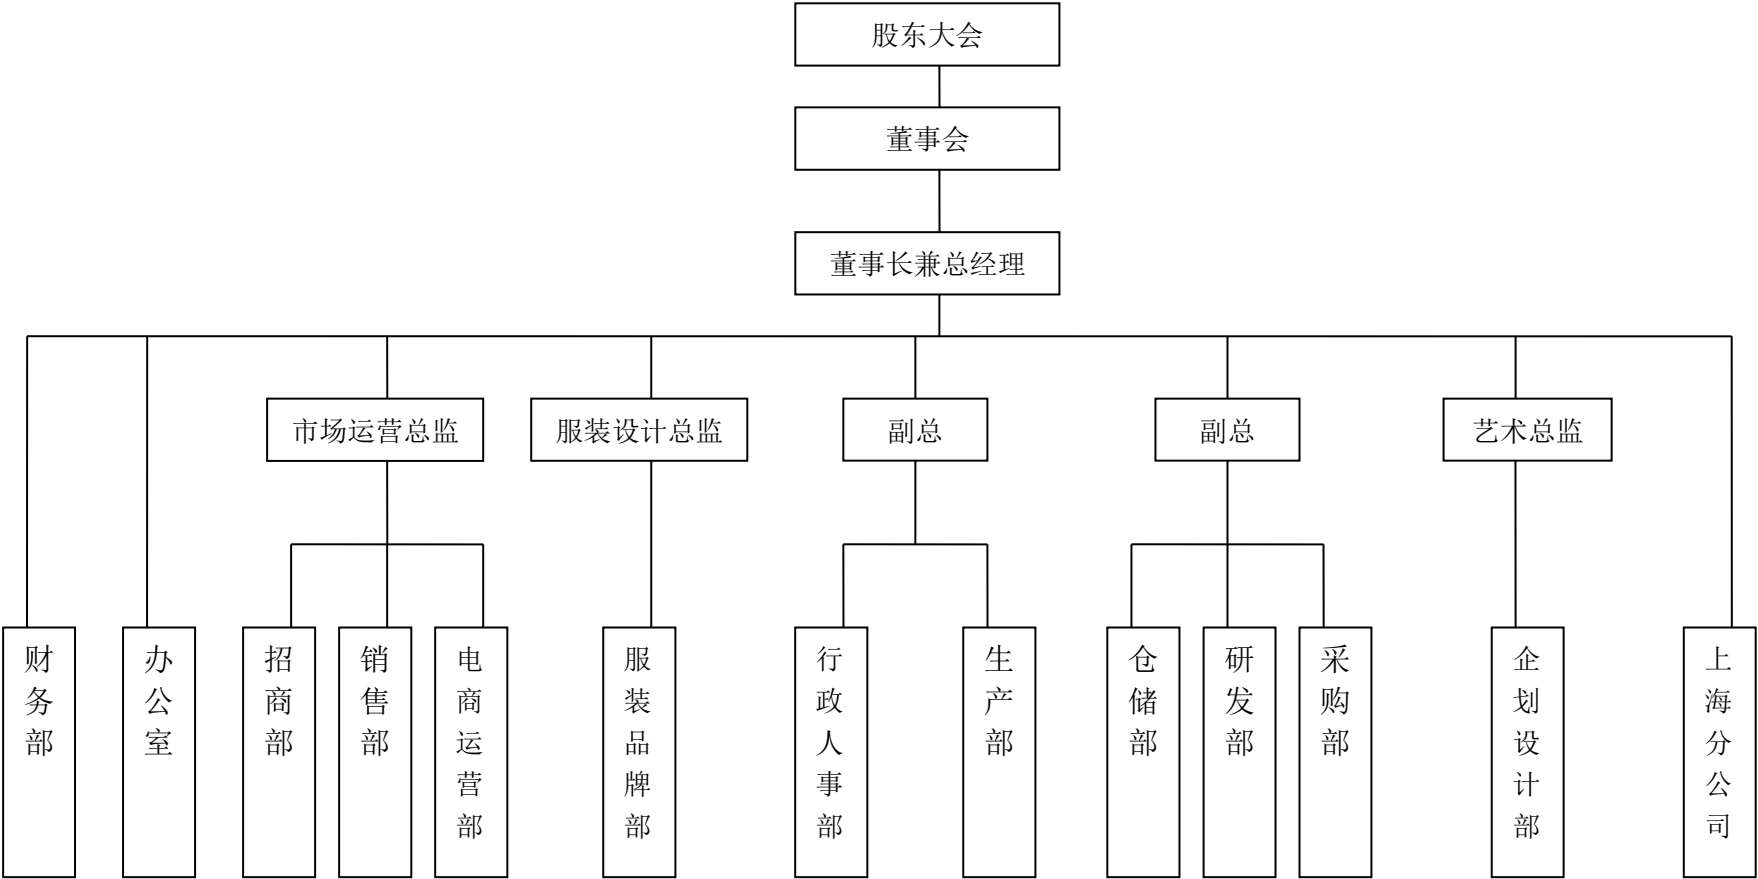 股东大会
董事会
董事长兼总经理
市场运营总监
服装设计总监
副总
副总
艺术总监
财务部
办公室
招商部
销售部
电商运营部
服装品牌部
行政人事部
生产部
仓储部
研发部
采购部
企划设计部
上海分公司